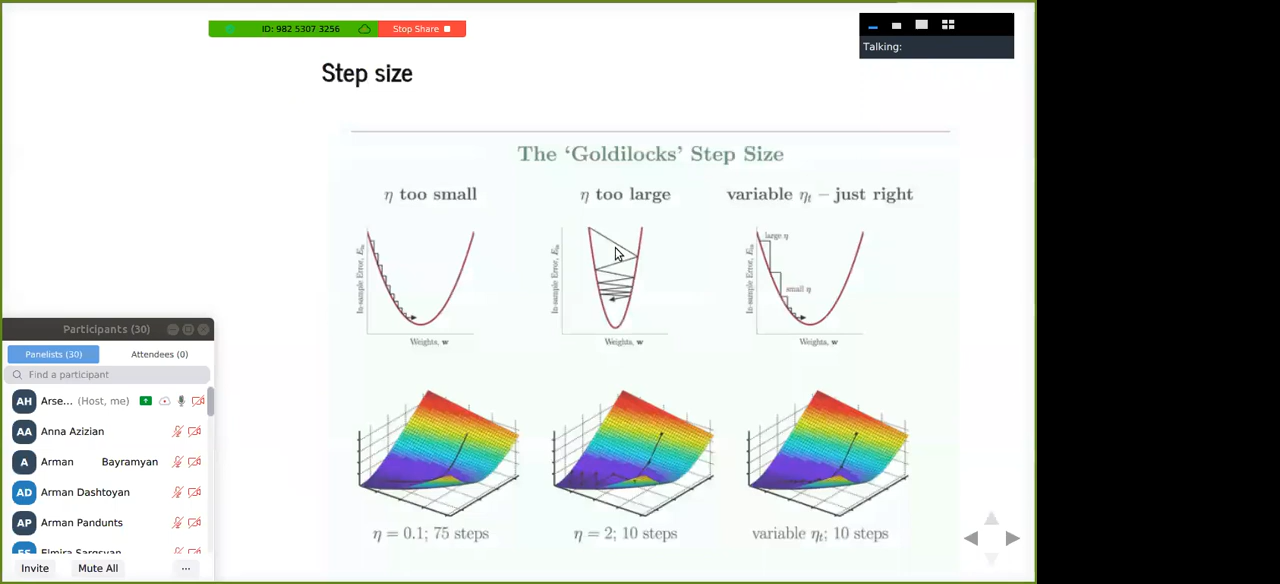 ID: 982 5307 3256
Stop Share
Talking:
Step size
The ‘Goldilocks’ Step Size
η too small
η too large
variable ηt – just right
In-sample Error, Ein
Weights, w
In-sample Error, Ein
Weights, w
In-sample Error, Ein
large η
small η
Weights, w
η = 0.1; 75 steps
η = 2; 10 steps
variable ηt; 10 steps
Participants (30)
Panelists (30)
Attendees (0)
Find a participant
AH Arse... (Host, me)
AA Anna Azizian
A Arman Bayramyan
AD Arman Dashtoyan
AP Arman Pandunts
Elmira Sargsyan
Invite
Mute All
...